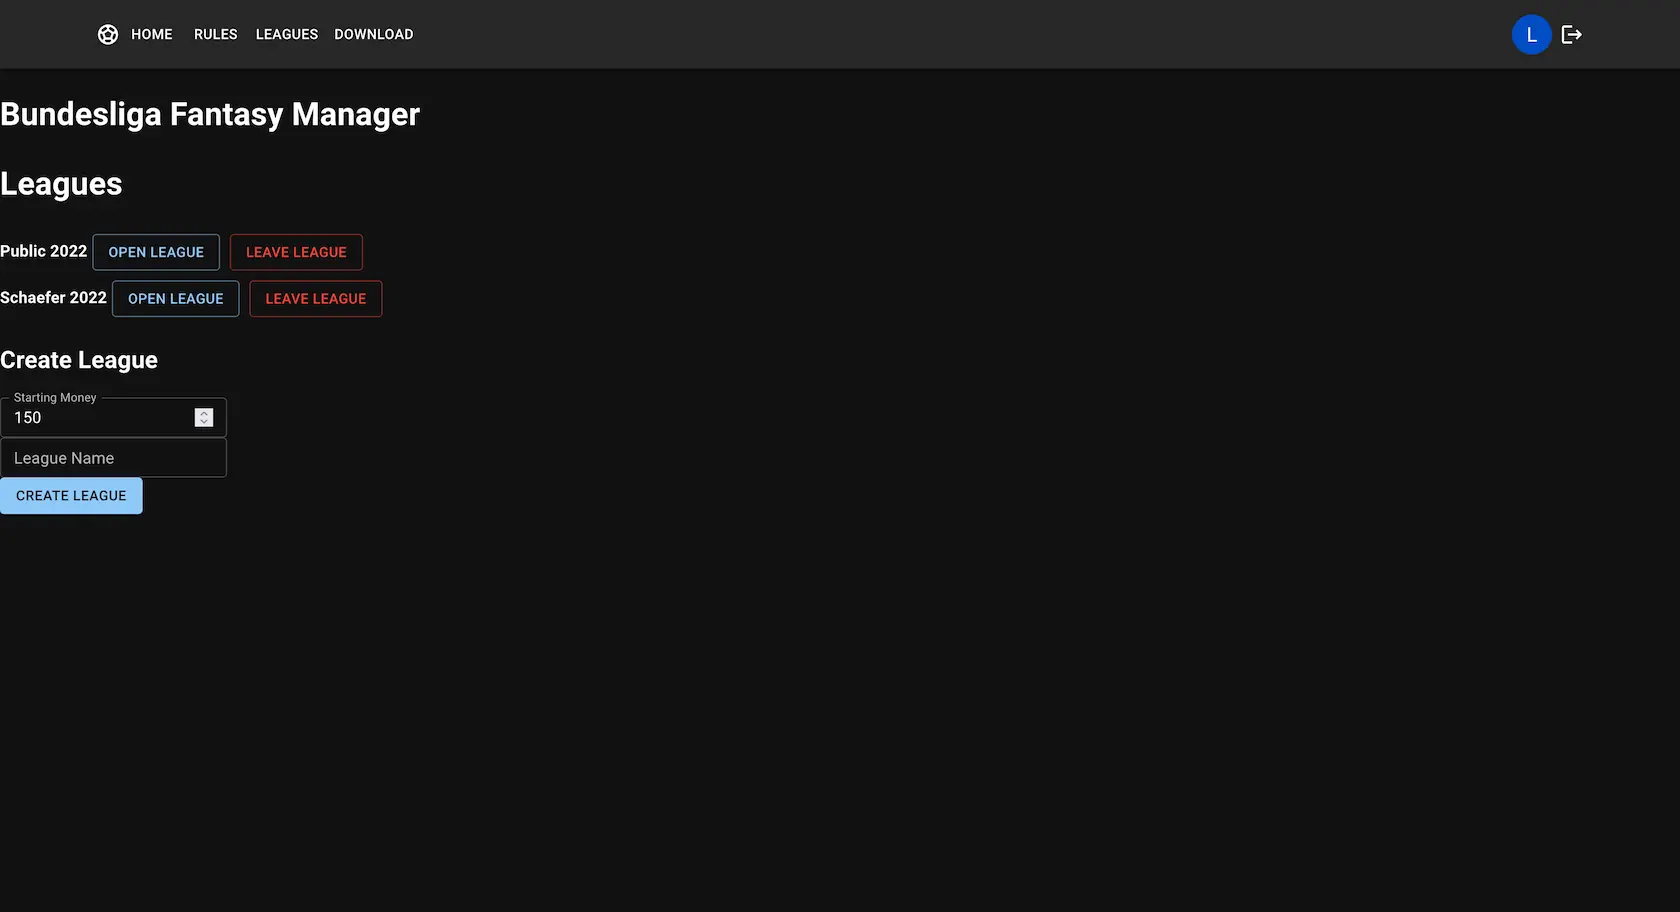 HOME RULES LEAGUES DOWNLOAD L
Bundesliga Fantasy Manager
Leagues
Public 2022 OPEN LEAGUE LEAVE LEAGUE
Schaefer 2022 OPEN LEAGUE LEAVE LEAGUE
Create League
Starting Money
150
League Name
CREATE LEAGUE